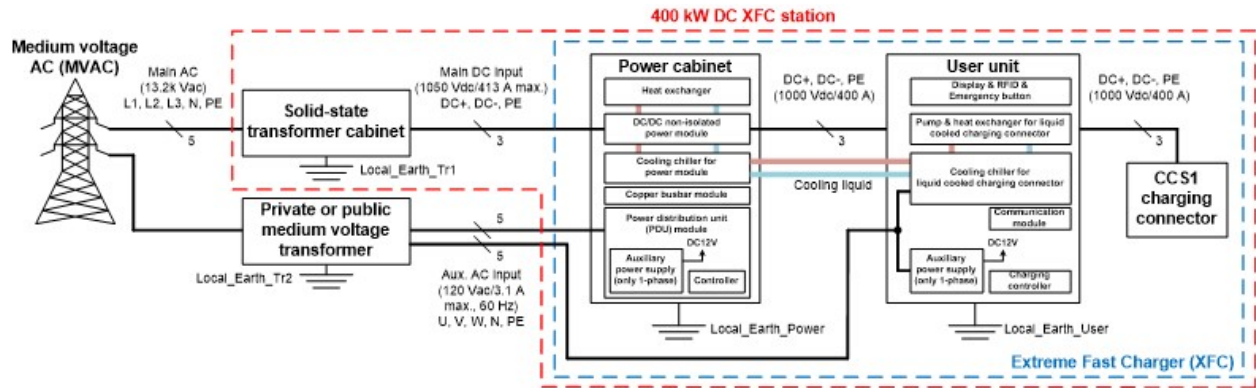 400 kW DC XFC station
Medium voltage
AC (MVAC)
Main AC
(13.2k Vac)
L1, L2, L3, N, PE
5
Solid-state
transformer cabinet
Local_Earth_Tr1
Main DC Input
(1050 Vdc/413 A max.)
DC+, DC-, PE
3
Private or public
medium voltage
transformer
Local_Earth_Tr2
5
5
Aux. AC Input
(120 Vac/3.1 A
max., 60 Hz)
U, V, W, N, PE
Power cabinet
Heat exchanger
DC/DC non-isolated
power module
Cooling chiller for
power module
Copper busbar module
Power distribution unit
(PDU) module
DC12V
Auxiliary
power supply
(only 1-phase)
Controller
Local_Earth_Power
DC+, DC-, PE
(1000 Vdc/400 A)
3
Cooling liquid
User unit
Display & RFID &
Emergency button
Pump & heat exchanger for liquid
cooled charging connector
Cooling chiller for
liquid cooled charging connector
Communication
module
DC12V
Auxiliary
power supply
(only 1-phase)
Charging
controller
Local_Earth_User
DC+, DC-, PE
(1000 Vdc/400 A)
3
CCS1
charging
connector
Extreme Fast Charger (XFC)